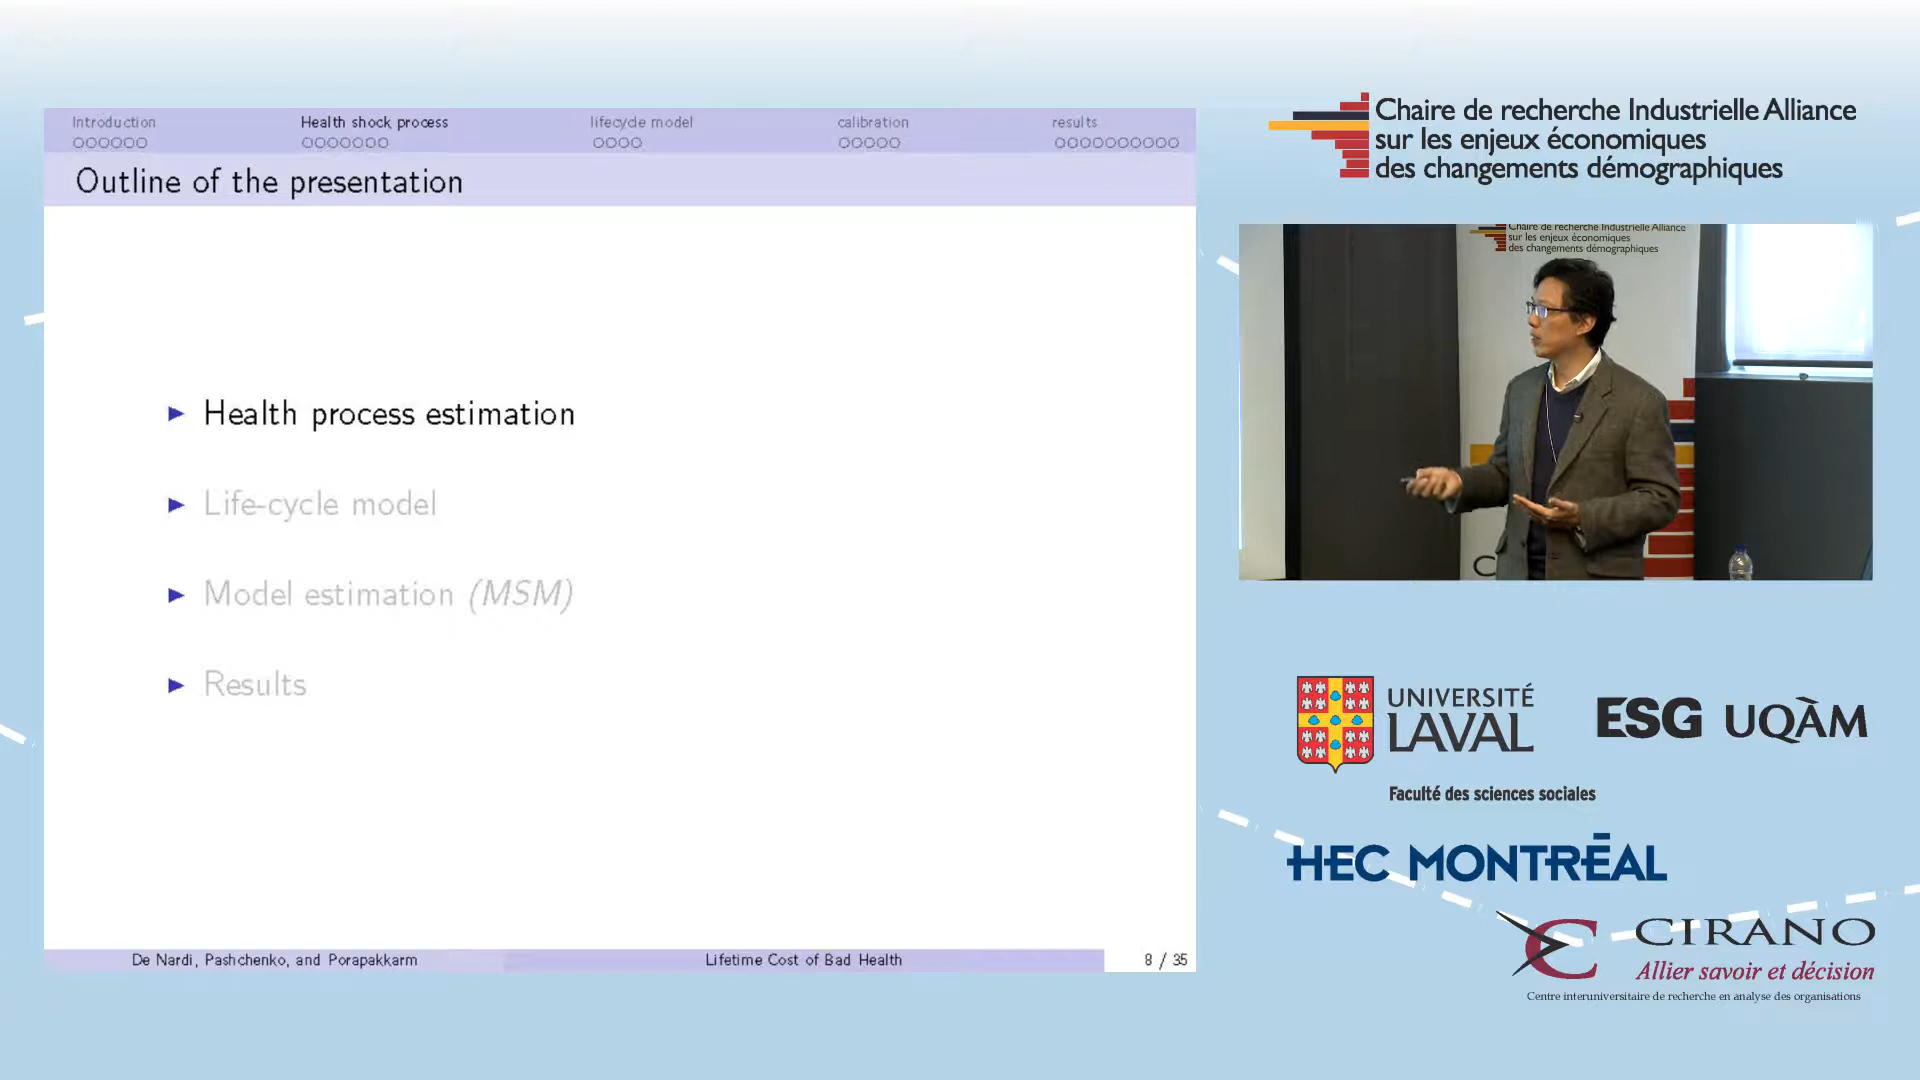 Introduction
Health shock process
lifecycle model
calibration
results
Outline of the presentation
Health process estimation
Life-cycle model
Model estimation (MSM)
Results
De Nardi, Pashchenko, and Porapakkarm
Lifetime Cost of Bad Health
8 / 35
Chaire de recherche Industrielle Alliance
sur les enjeux économiques
des changements démographiques
Chaire de recherche Industrielle Alliance
sur les enjeux économiques
des changements démographiques
C
UNIVERSITÉ
LAVAL
Faculté des sciences sociales
ESG UQÀM
HEC MONTRĒAL
CIRANO
Allier savoir et décision
Centre interuniversitaire de recherche en analyse des organisations